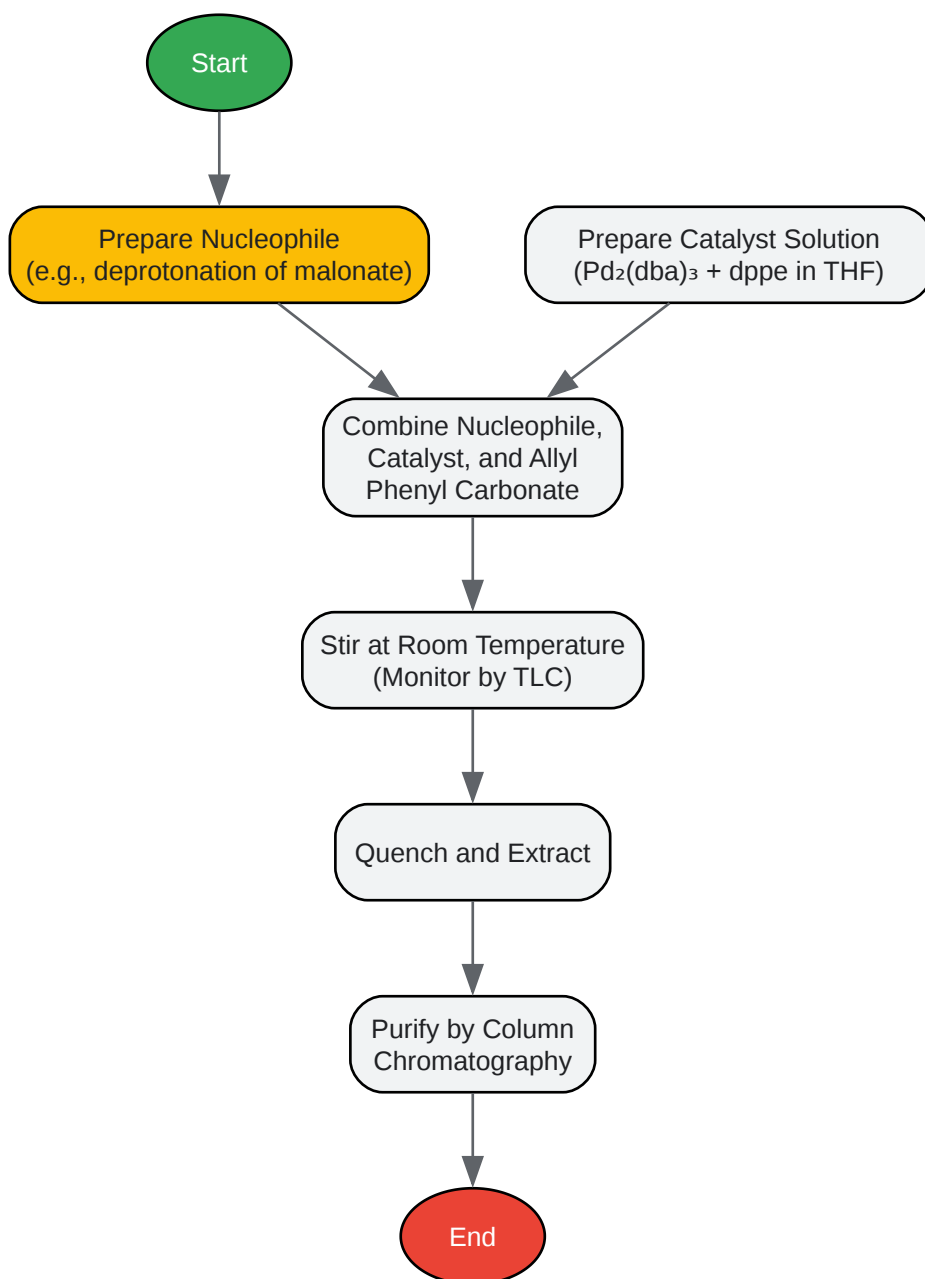 Start
Prepare Nucleophile
(e.g., deprotonation of malonate)
Prepare Catalyst Solution
(Pd₂(dba)₃ + dppe in THF)
Combine Nucleophile,
Catalyst, and Allyl
Phenyl Carbonate
Stir at Room Temperature
(Monitor by TLC)
Quench and Extract
Purify by Column
Chromatography
End